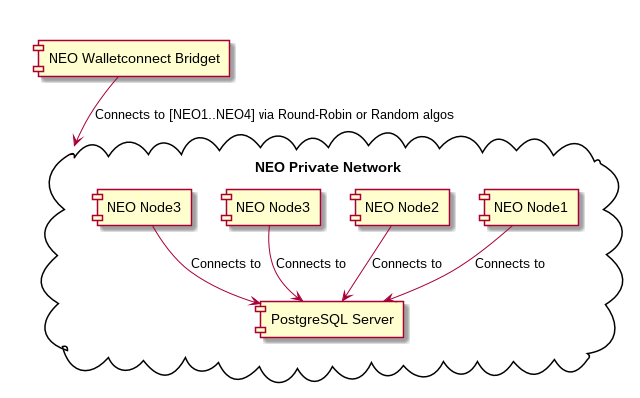 NEO Walletconnect Bridget
Connects to [NEO1..NEO4] via Round-Robin or Random algos
NEO Private Network
NEO Node3
NEO Node3
NEO Node2
NEO Node1
Connects to
Connects to
Connects to
Connects to
PostgreSQL Server